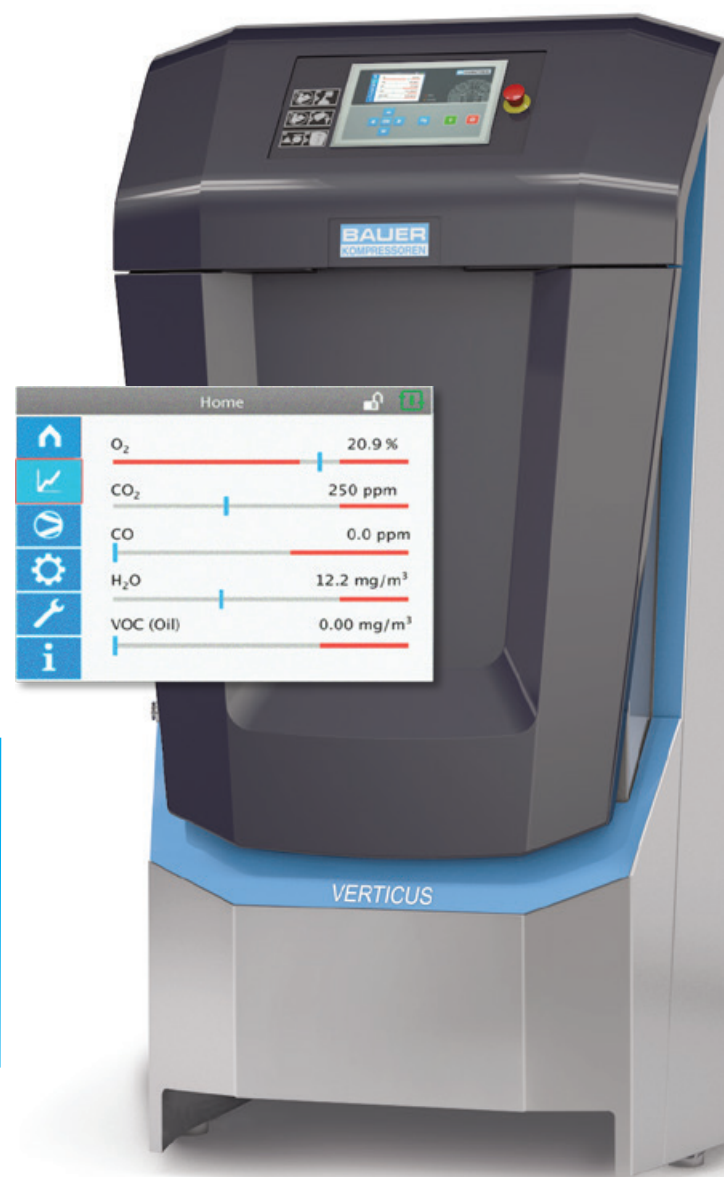 BAUER
KOMPRESSOREN
Home
O₂ 20.9 %
CO₂ 250 ppm
CO 0.0 ppm
H₂O 12.2 mg/m³
VOC (Oil) 0.00 mg/m³
i
VERTICUS